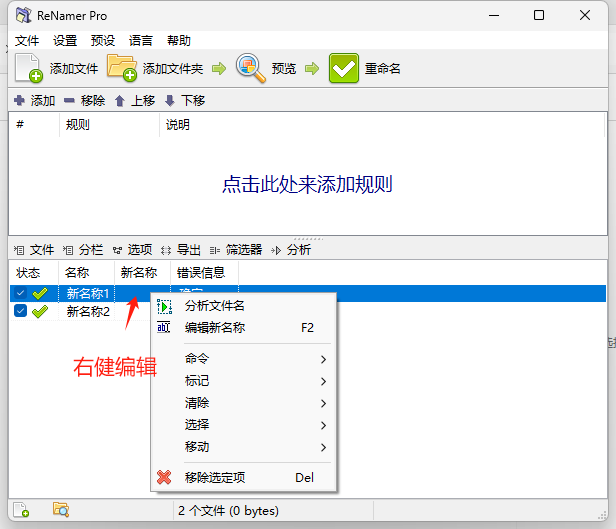 ReNamer Pro
文件 设置 预设 语言 帮助
添加文件 添加文件夹 预览 重命名
添加 移除 上移 下移
# 规则 说明
点击此处来添加规则
文件 分栏 选项 导出 筛选器 分析
状态 名称 新名称 错误信息
新名称1
新名称2
分析文件名
编辑新名称 F2
右健编辑
命令
标记
清除
选择
移动
移除选定项 Del
2 个文件 (0 bytes)